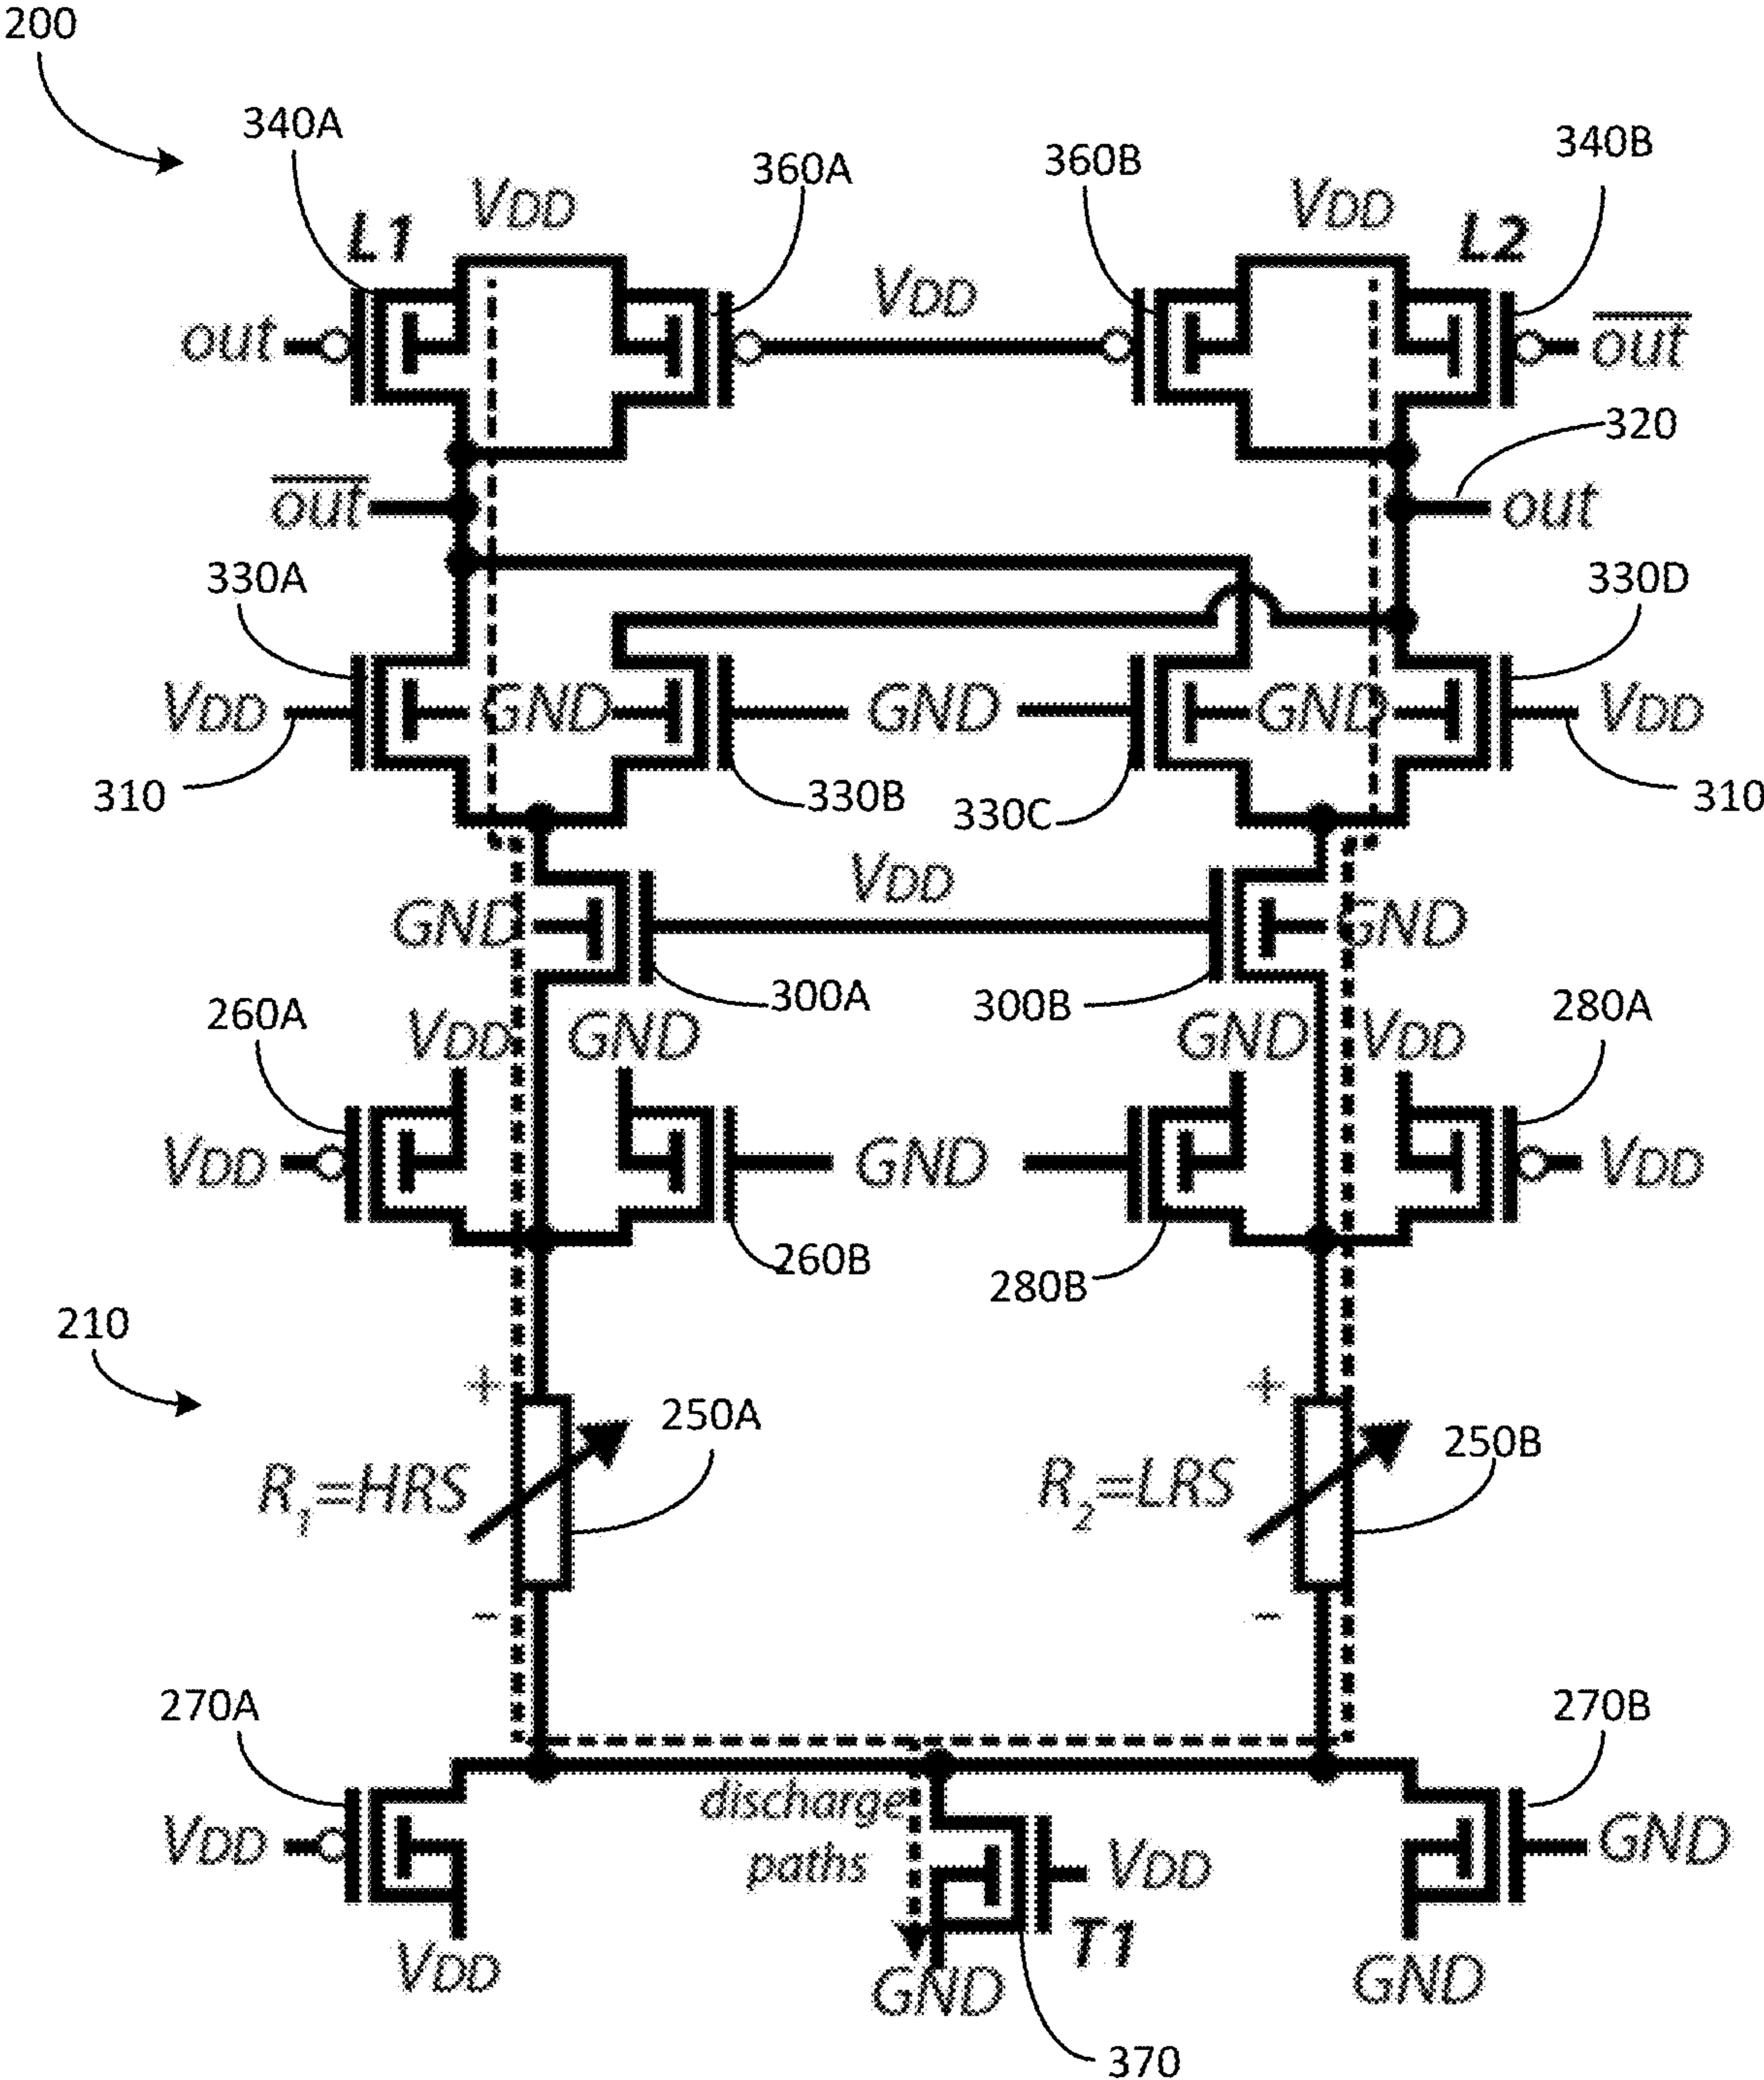 200
340A
360A
360B
340B
L1
VDD
VDD
L2
out
VDD
out
320
out
out
330A
330D
VDD
GND
GND
GND
VDD
310
330B
330C
310
VDD
GND
GND
260A
300A
300B
280A
VDD
GND
GND
VDD
VDD
GND
VDD
260B
280B
210
+
+
250A
250B
R1=HRS
R2=LRS
−
−
270A
270B
discharge
paths
VDD
VDD
GND
T1
VDD
GND
GND
370